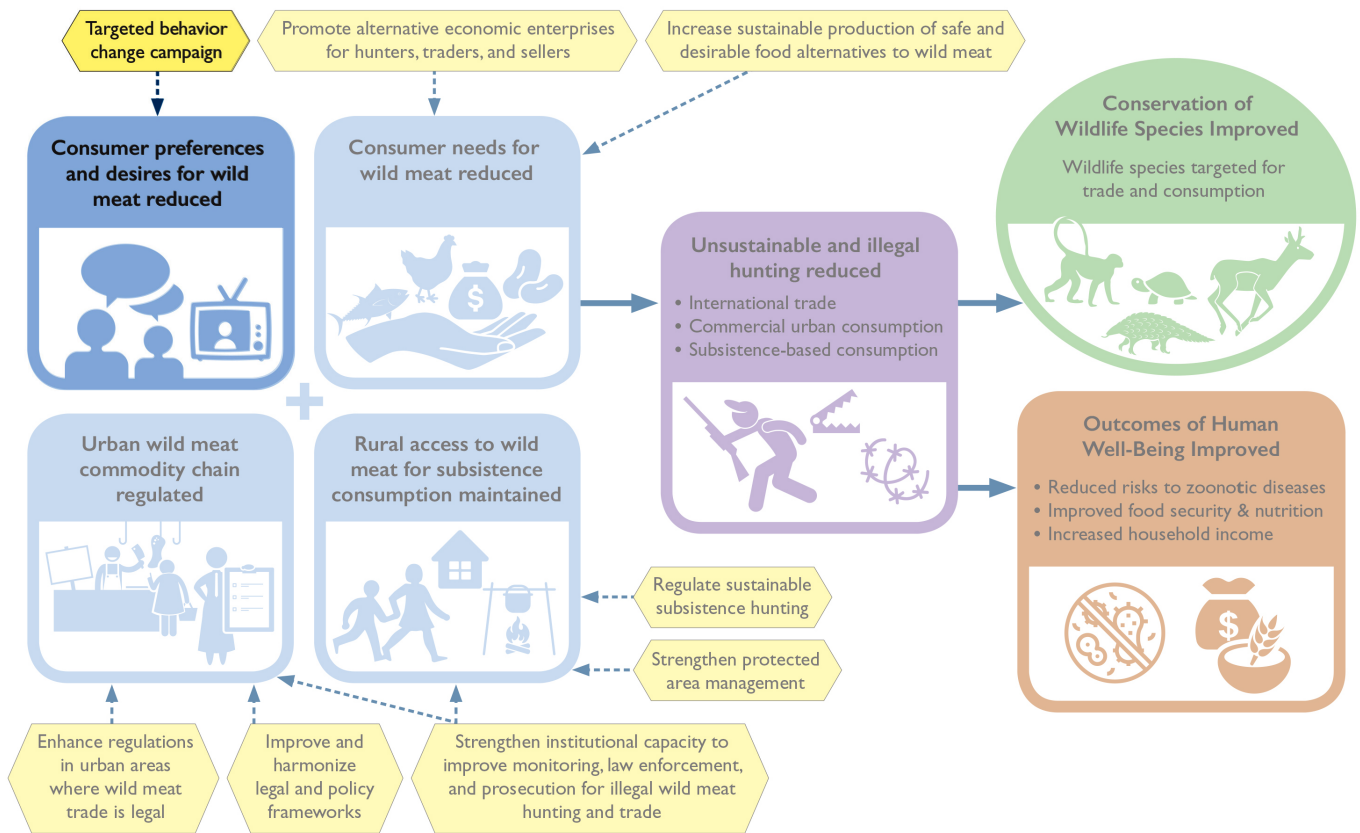 Targeted behavior
change campaign
Promote alternative economic enterprises
for hunters, traders, and sellers
Increase sustainable production of safe and
desirable food alternatives to wild meat
Consumer preferences
and desires for wild
meat reduced
Consumer needs for
wild meat reduced
$
Urban wild meat
commodity chain
regulated
Rural access to wild
meat for subsistence
consumption maintained
Unsustainable and illegal
hunting reduced
• International trade
• Commercial urban consumption
• Subsistence-based consumption
Conservation of
Wildlife Species Improved
Wildlife species targeted for
trade and consumption
Outcomes of Human
Well-Being Improved
• Reduced risks to zoonotic diseases
• Improved food security & nutrition
• Increased household income
$
Regulate sustainable
subsistence hunting
Strengthen protected
area management
Enhance regulations
in urban areas
where wild meat
trade is legal
Improve and
harmonize
legal and policy
frameworks
Strengthen institutional capacity to
improve monitoring, law enforcement,
and prosecution for illegal wild meat
hunting and trade